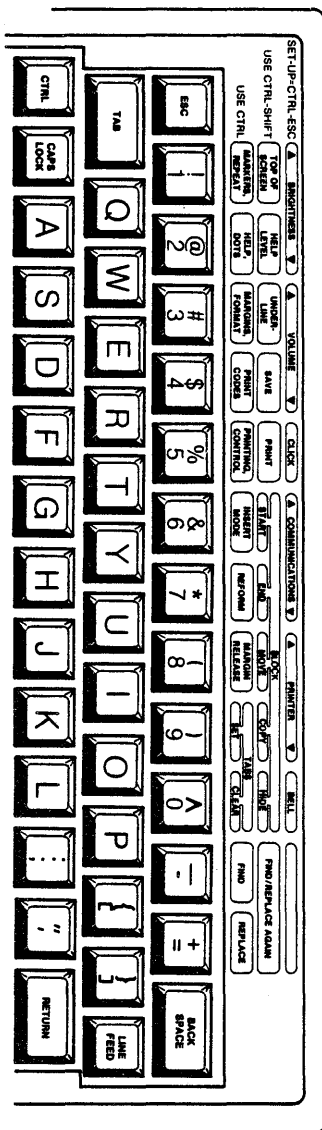 SET-UP=CTRL-ESC ▲ BRIGHTNESS ▼ ▲ VOLUME ▼ CLICK ▲ COMMUNICATIONS ▼ ▲ PRINTER ▼ BELL
BLOCK
USE CTRL-SHIFT TOP OF HELP UNDER- SAVE PRINT START END MOVE COPY HIDE FIND/REPLACE AGAIN
SCREEN LEVEL LINE
TABS
USE CTRL MARKERS, HELP, MARGINS, PRINT PRINTING, INSERT REFORM MARGIN SET CLEAR FIND REPLACE
REPEAT DOTS FORMAT CODES CONTROL MODE RELEASE
ESC ! @ # $ % & * ( ) ^ - + BACK
1 2 3 4 5 6 7 8 9 0 _ = SPACE
TAB Q W E R T Y U I O P { } LINE
[ ] FEED
CTRL CAPS A S D F G H J K L : " RETURN
LOCK ; '